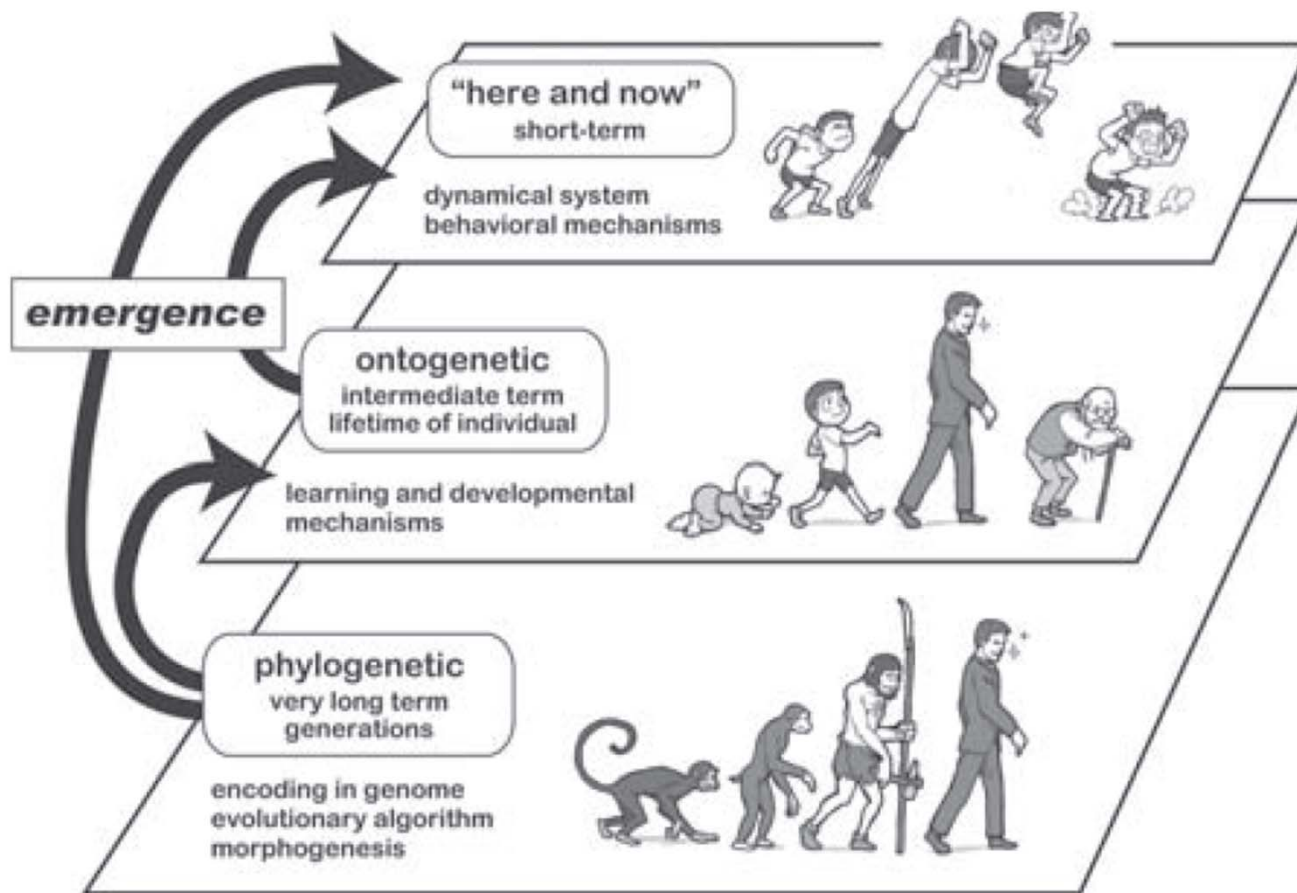 “here and now”
short-term
dynamical system
behavioral mechanisms
emergence
ontogenetic
intermediate term
lifetime of individual
learning and developmental
mechanisms
phylogenetic
very long term
generations
encoding in genome
evolutionary algorithm
morphogenesis